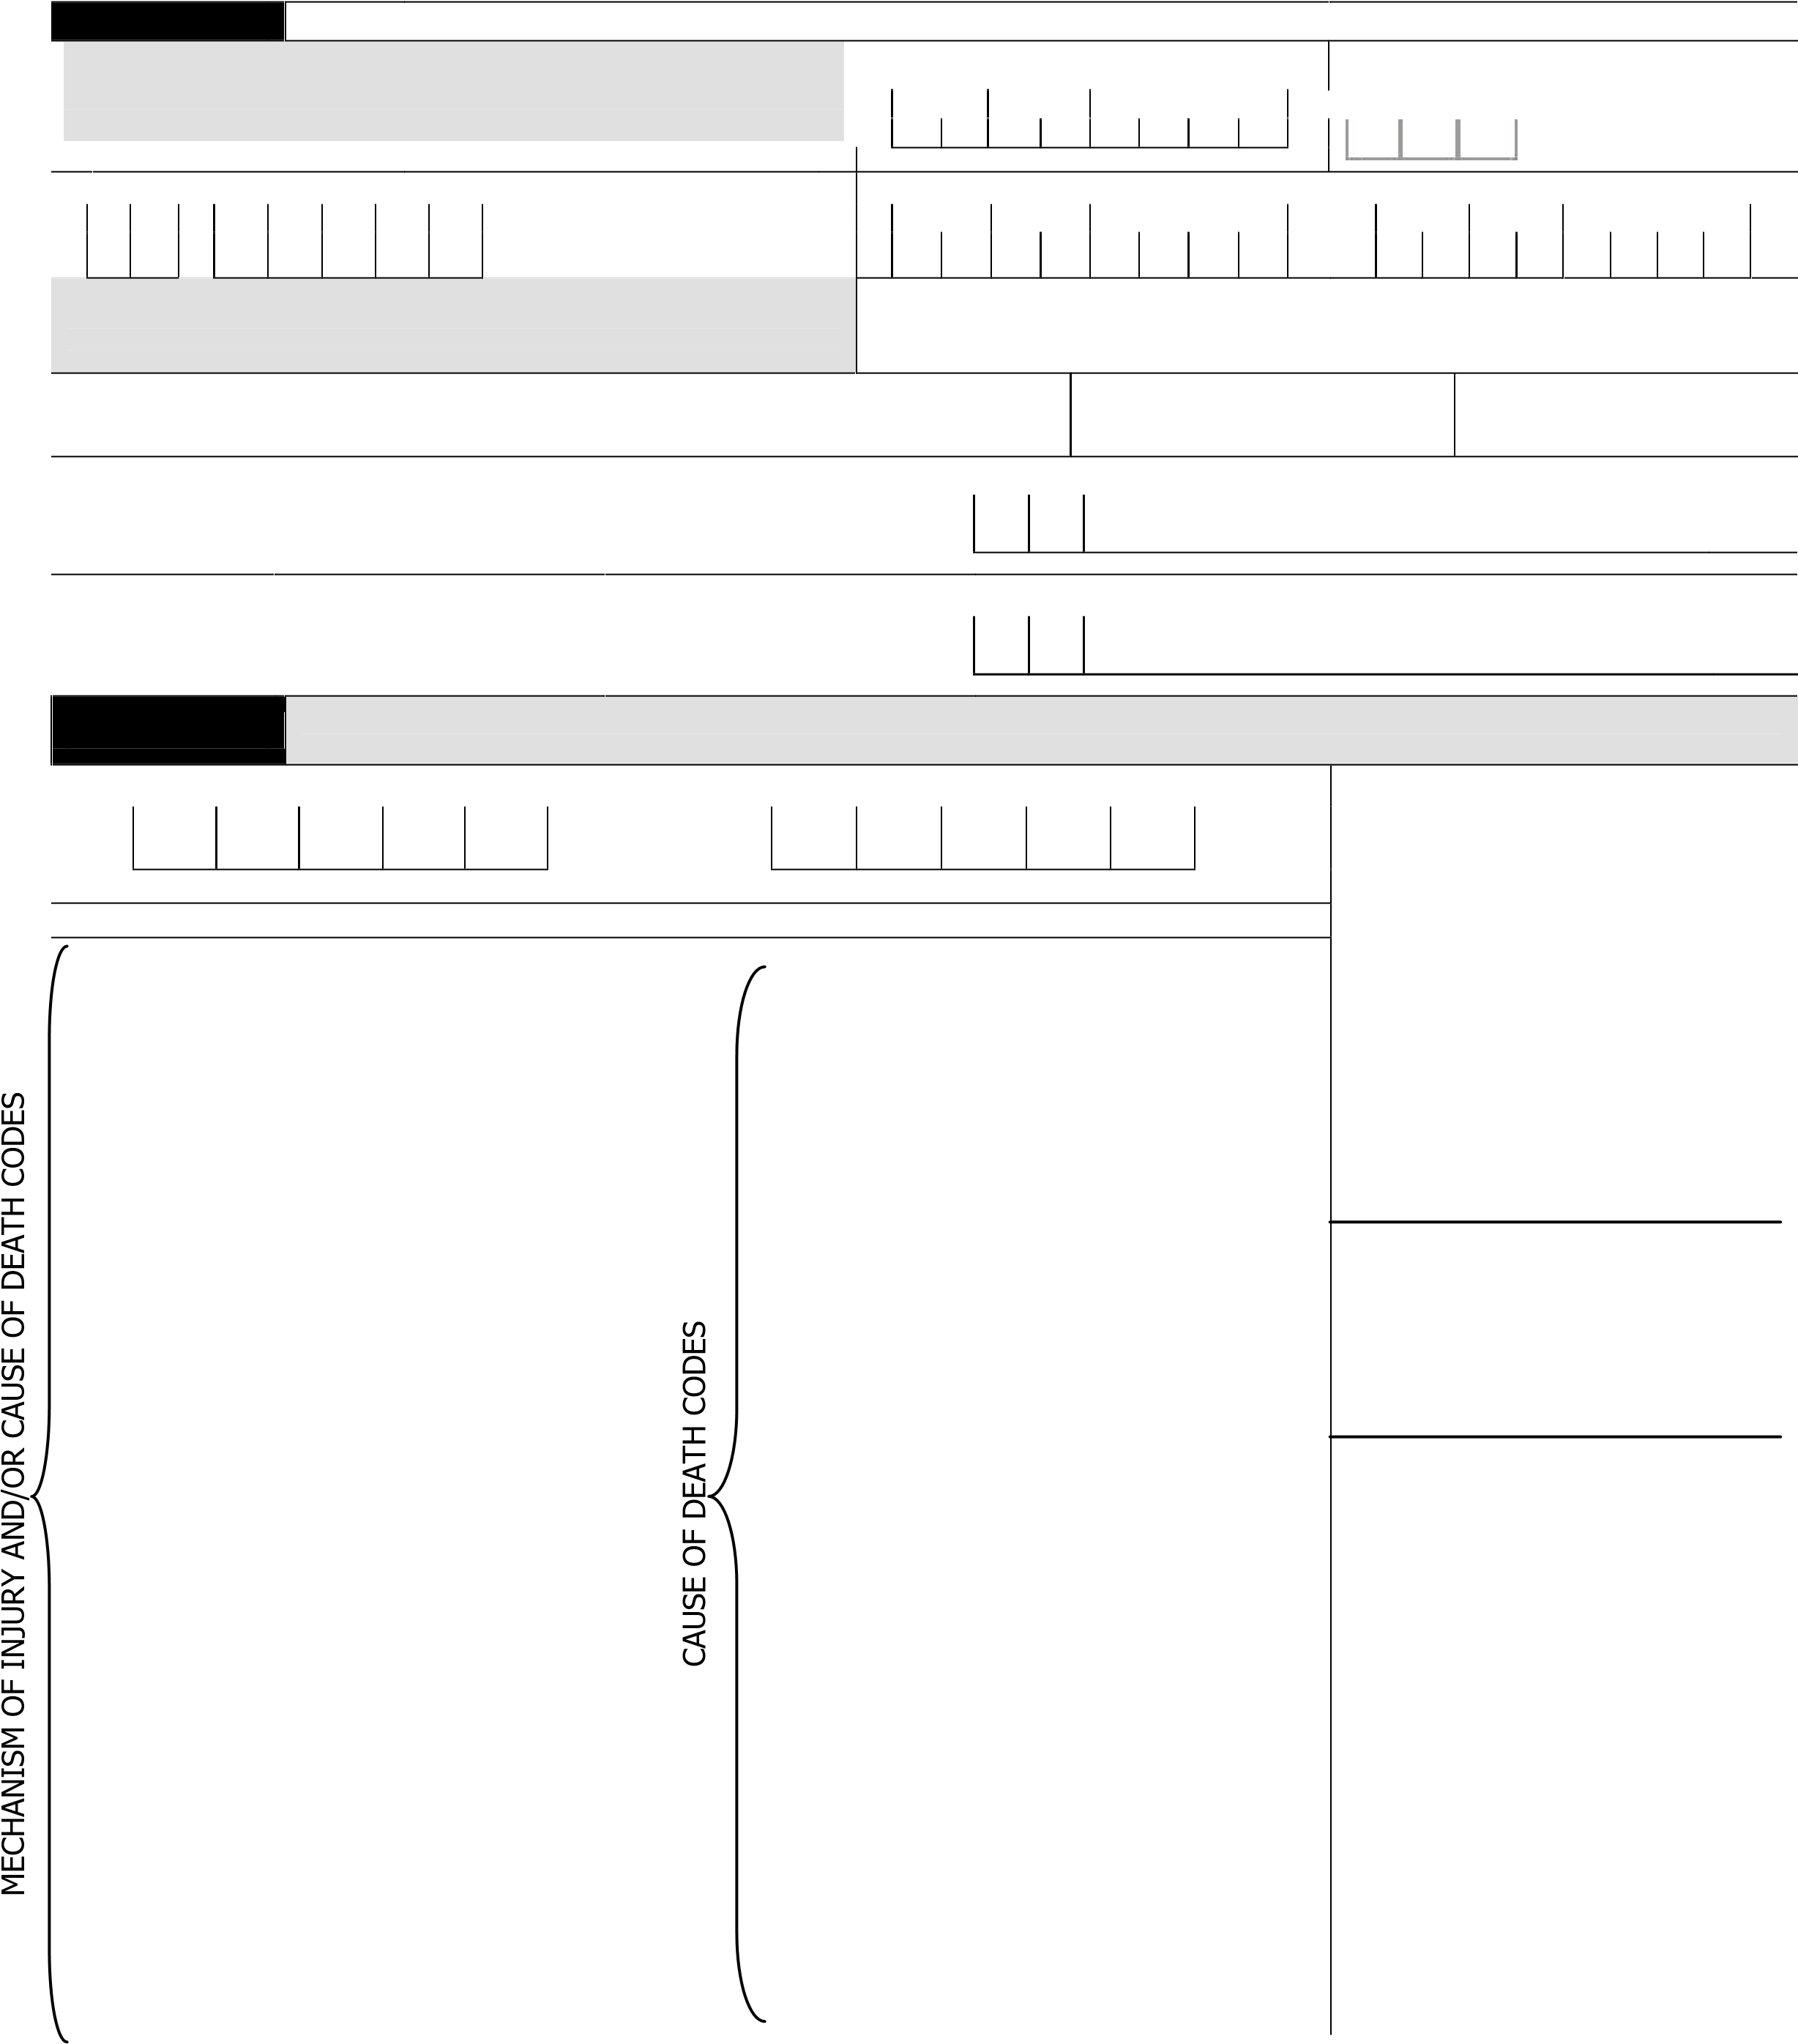 MECHANISM OF INJURY AND/OR CAUSE OF DEATH CODES
CAUSE OF DEATH CODES